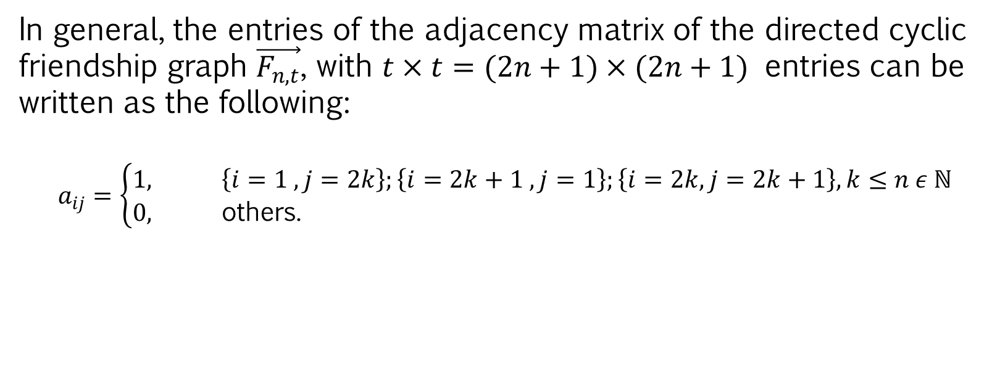 In general, the entries of the adjacency matrix of the directed cyclic
friendship graph $\overrightarrow{F_{n,t}}$, with $t \times t = (2n + 1) \times (2n + 1)$ entries can be
written as the following:
$a_{ij} = \begin{cases} 1, & \{i = 1, j = 2k\}; \{i = 2k + 1, j = 1\}; \{i = 2k, j = 2k + 1\}, k \leq n \in \mathbb{N} \\ 0, & \text{others.} \end{cases}$